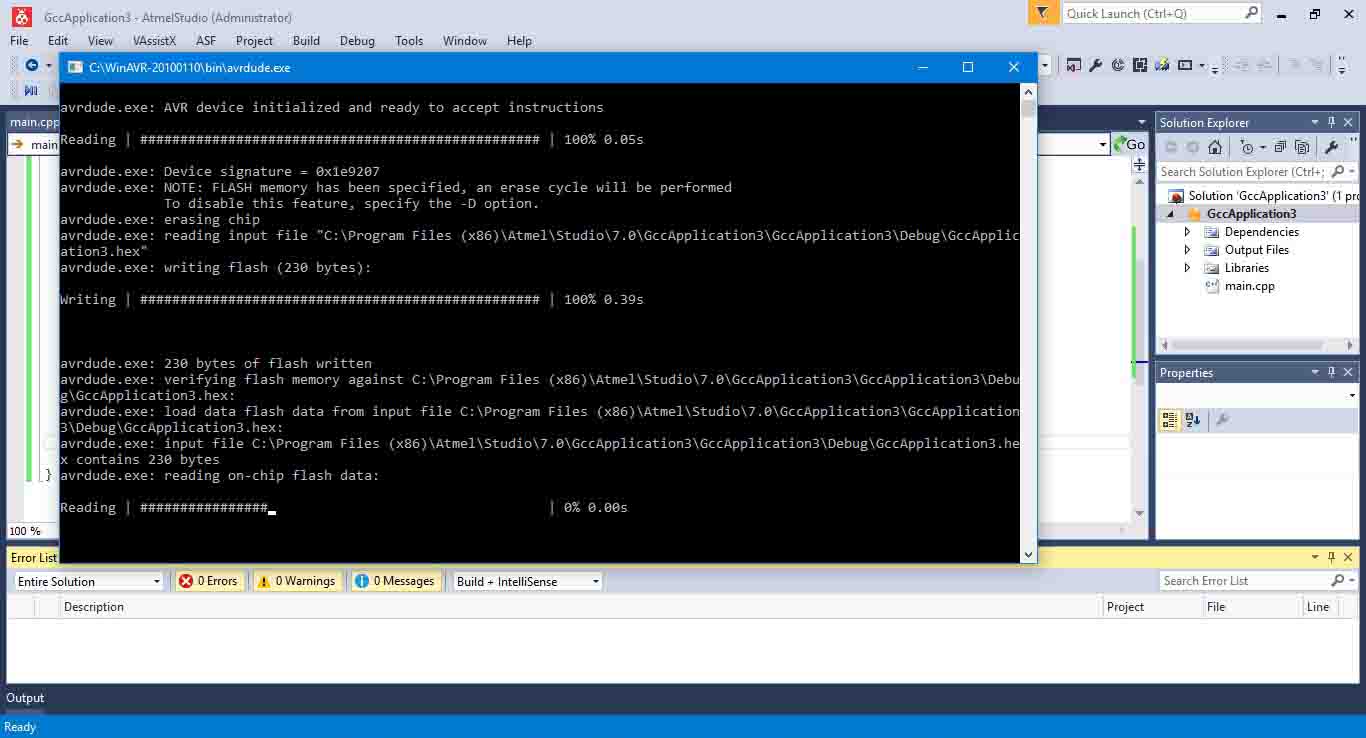 GccApplication3 - AtmelStudio (Administrator)
Quick Launch (Ctrl+Q)
File Edit View VAssistX ASF Project Build Debug Tools Window Help
C:\WinAVR-20100110\bin\avrdude.exe
avrdude.exe: AVR device initialized and ready to accept instructions
Reading | ################################################## | 100% 0.05s
avrdude.exe: Device signature = 0x1e9207
avrdude.exe: NOTE: FLASH memory has been specified, an erase cycle will be performed
To disable this feature, specify the -D option.
avrdude.exe: erasing chip
avrdude.exe: reading input file "C:\Program Files (x86)\Atmel\Studio\7.0\GccApplication3\GccApplication3\Debug\GccApplic
ation3.hex"
avrdude.exe: writing flash (230 bytes):
Writing | ################################################## | 100% 0.39s
avrdude.exe: 230 bytes of flash written
avrdude.exe: verifying flash memory against C:\Program Files (x86)\Atmel\Studio\7.0\GccApplication3\GccApplication3\Debu
g\GccApplication3.hex:
avrdude.exe: load data flash data from input file C:\Program Files (x86)\Atmel\Studio\7.0\GccApplication3\GccApplication
3\Debug\GccApplication3.hex:
avrdude.exe: input file C:\Program Files (x86)\Atmel\Studio\7.0\GccApplication3\GccApplication3\Debug\GccApplication3.he
x contains 230 bytes
avrdude.exe: reading on-chip flash data:
Reading | ################ | 0% 0.00s
main.cpp
main
}
100 %
Go
Solution Explorer
Search Solution Explorer (Ctrl+;
Solution 'GccApplication3' (1 pro
GccApplication3
Dependencies
Output Files
Libraries
main.cpp
Properties
Error List
Entire Solution 0 Errors 0 Warnings 0 Messages Build + IntelliSense Search Error List
Description Project File Line
Output
Ready